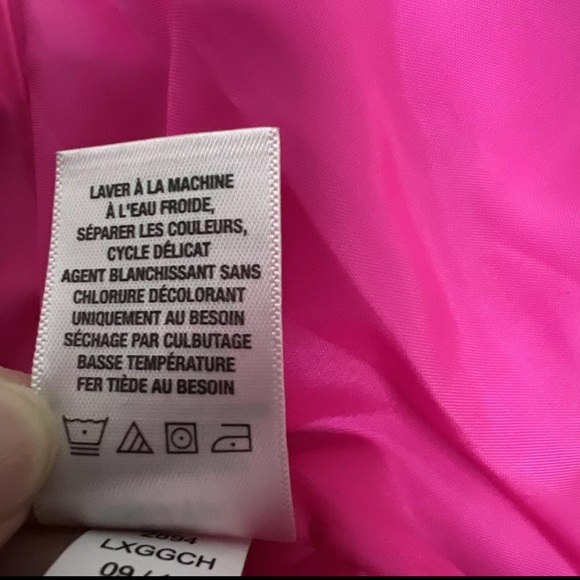 LAVER À LA MACHINE
À L'EAU FROIDE,
SÉPARER LES COULEURS,
CYCLE DÉLICAT
AGENT BLANCHISSANT SANS
CHLORURE DÉCOLORANT
UNIQUEMENT AU BESOIN
SÉCHAGE PAR CULBUTAGE
BASSE TEMPÉRATURE
FER TIÈDE AU BESOIN
LXGGCH
09/